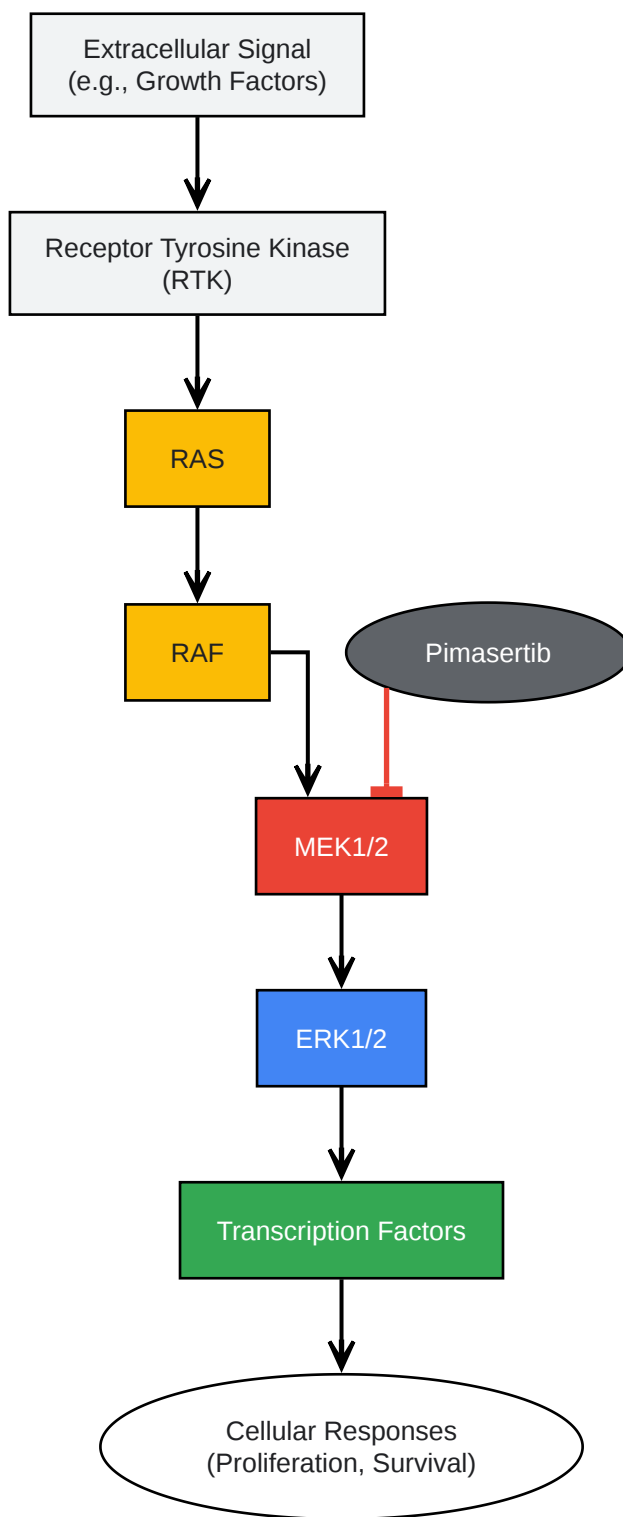 Extracellular Signal
(e.g., Growth Factors)
Receptor Tyrosine Kinase
(RTK)
RAS
RAF
Pimasertib
MEK1/2
ERK1/2
Transcription Factors
Cellular Responses
(Proliferation, Survival)